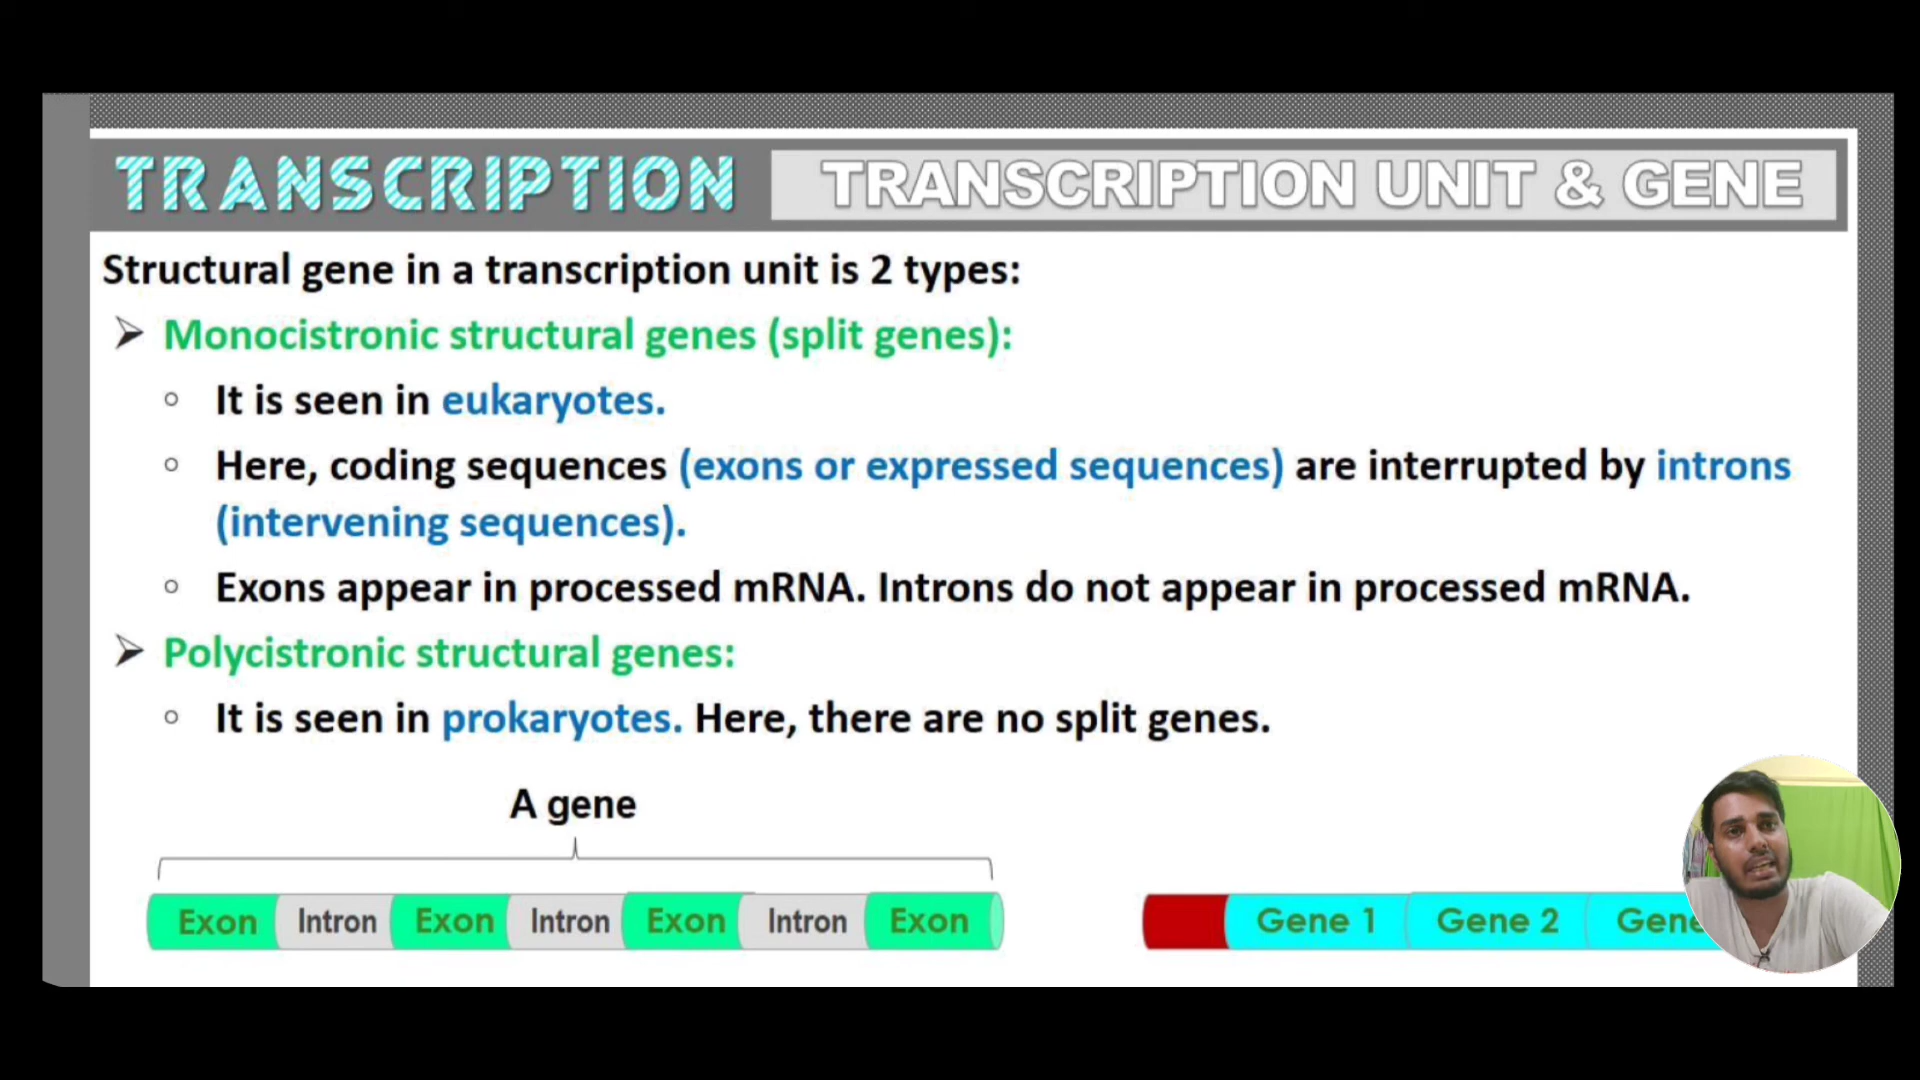 TRANSCRIPTION
TRANSCRIPTION UNIT & GENE
Structural gene in a transcription unit is 2 types:
Monocistronic structural genes (split genes):
It is seen in eukaryotes.
Here, coding sequences (exons or expressed sequences) are interrupted by introns
(intervening sequences).
Exons appear in processed mRNA. Introns do not appear in processed mRNA.
Polycistronic structural genes:
It is seen in prokaryotes. Here, there are no split genes.
A gene
Exon Intron Exon Intron Exon Intron Exon
Gene 1 Gene 2 Gene